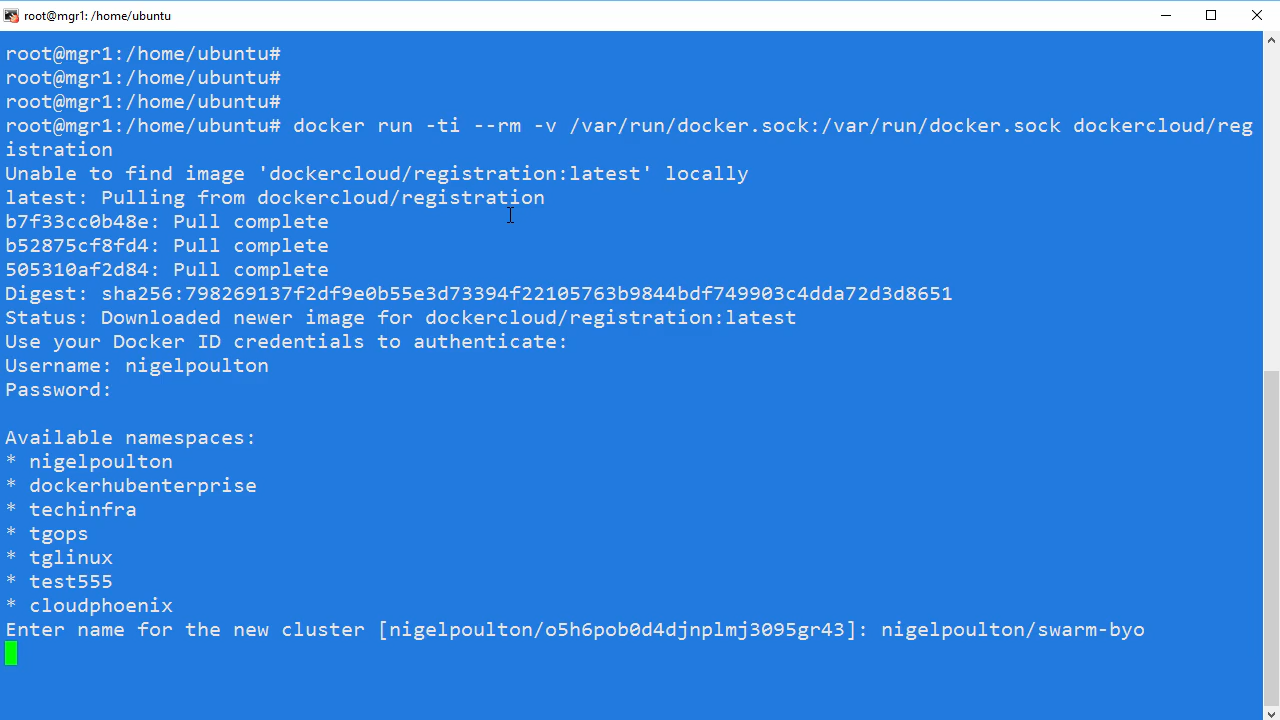 root@mgr1: /home/ubuntu
root@mgr1:/home/ubuntu#
root@mgr1:/home/ubuntu#
root@mgr1:/home/ubuntu#
root@mgr1:/home/ubuntu# docker run -ti --rm -v /var/run/docker.sock:/var/run/docker.sock dockercloud/reg
istration
Unable to find image 'dockercloud/registration:latest' locally
latest: Pulling from dockercloud/registration
b7f33cc0b48e: Pull complete
b52875cf8fd4: Pull complete
505310af2d84: Pull complete
Digest: sha256:798269137f2df9e0b55e3d73394f22105763b9844bdf749903c4dda72d3d8651
Status: Downloaded newer image for dockercloud/registration:latest
Use your Docker ID credentials to authenticate:
Username: nigelpoulton
Password:
Available namespaces:
* nigelpoulton
* dockerhubenterprise
* techinfra
* tgops
* tglinux
* test555
* cloudphoenix
Enter name for the new cluster [nigelpoulton/o5h6pob0d4djnplmj3095gr43]: nigelpoulton/swarm-byo